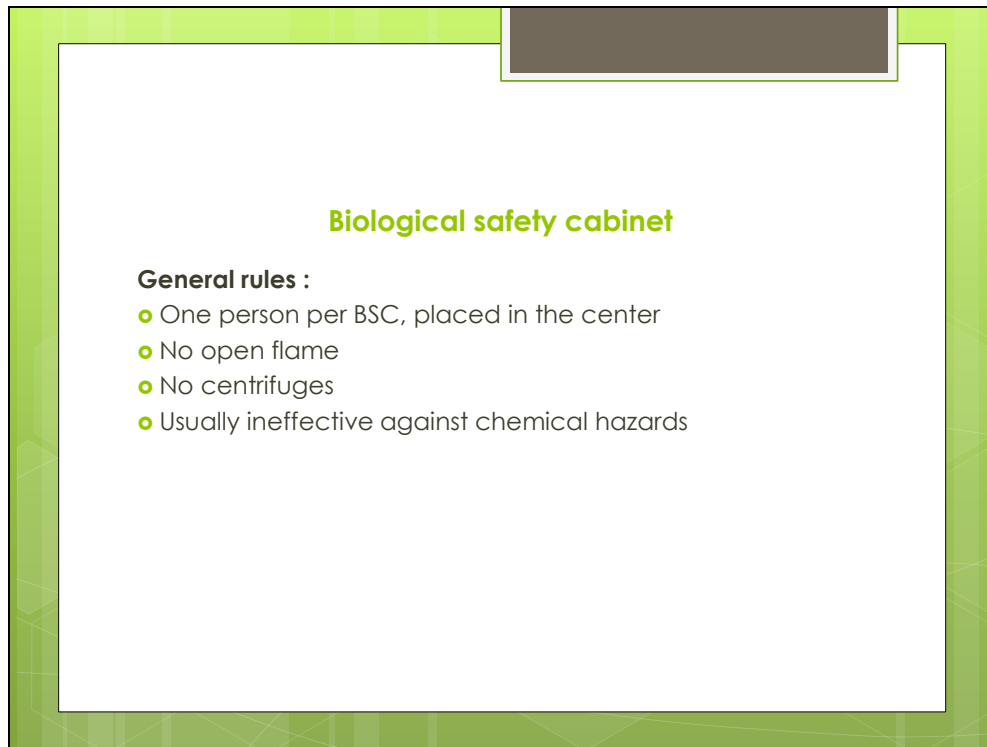 Biological safety cabinet
General rules :
One person per BSC, placed in the center
No open flame
No centrifuges
Usually ineffective against chemical hazards